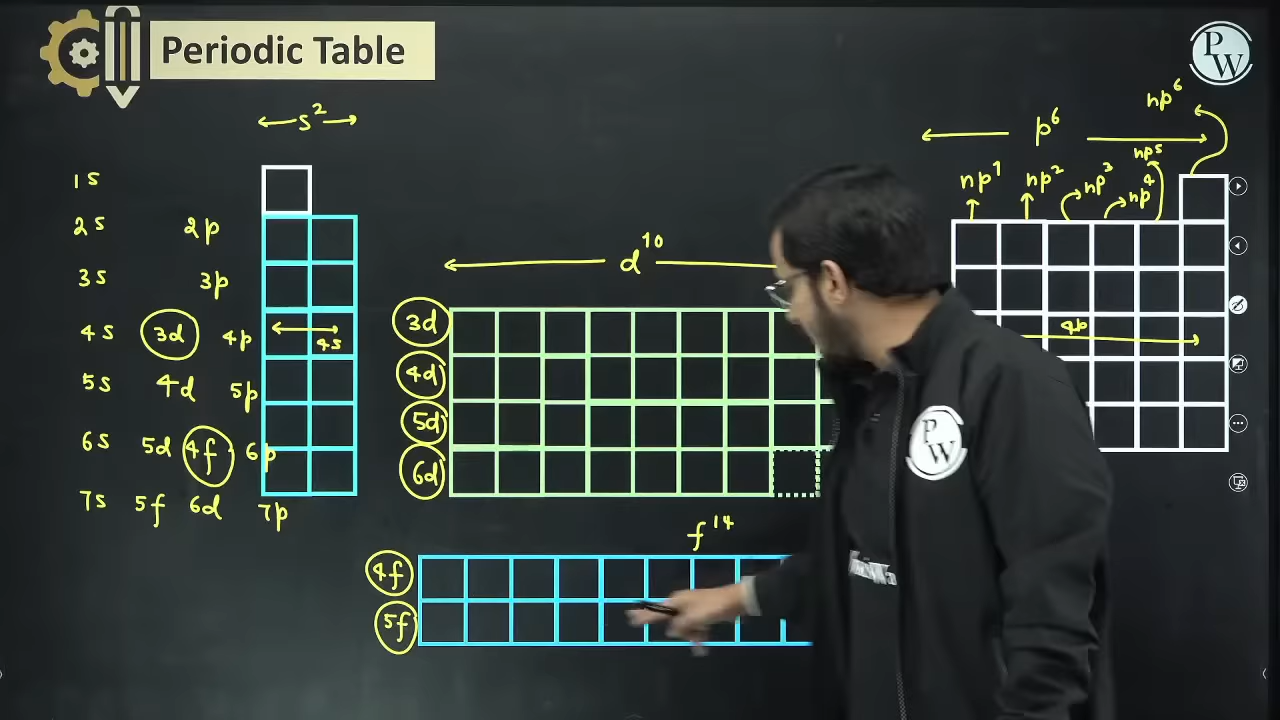 Periodic Table
PW
s²
p⁶
np⁶
np¹
np²
np³
np⁴
np⁵
1s
2s 2p
3s 3p
4s 3d 4p
5s 4d 5p
6s 5d 4f 6p
7s 5f 6d 7p
4s
d¹⁰
3d
4d
5d
6d
4p
f¹⁴
4f
5f
PW